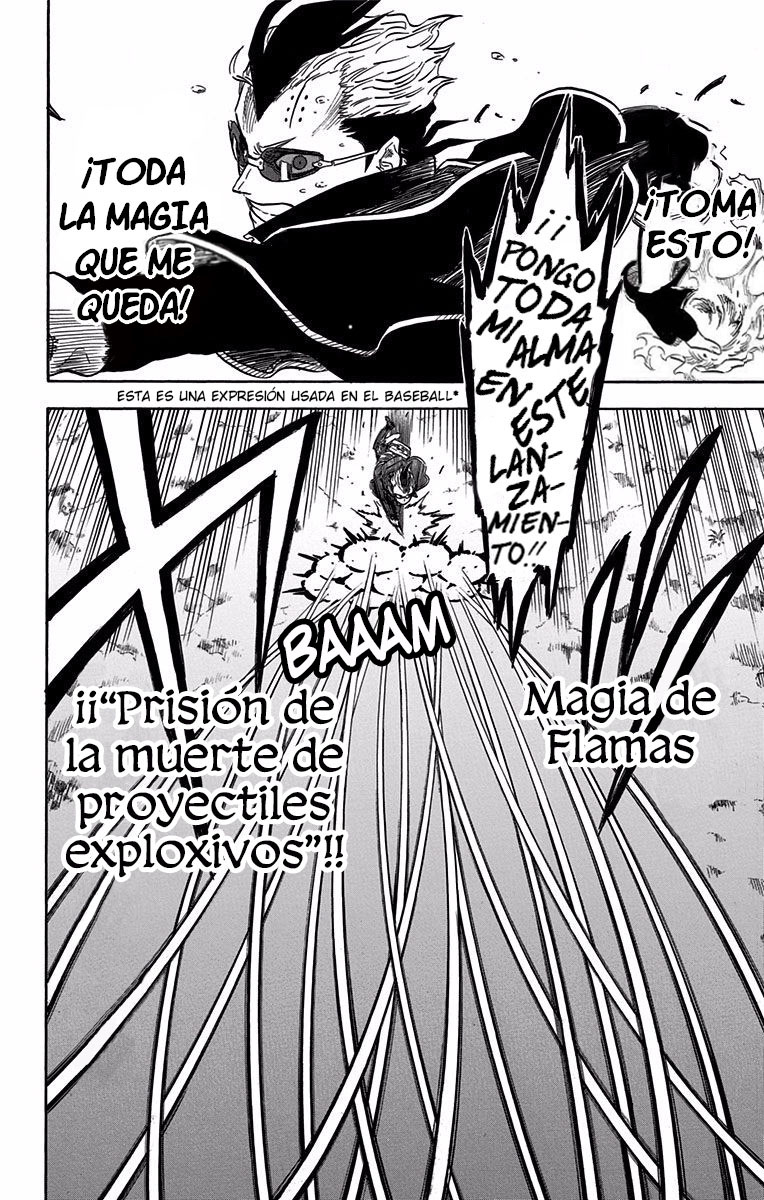 ¡TOMA
ESTO!
¡TODA
LA MAGIA
QUE ME
QUEDA!
¡¡
PONGO
TODA
MI ALMA
EN
ESTE
LAN-
ZA-
MIEN-
TO!!
ESTA ES UNA EXPRESIÓN USADA EN EL BASEBALL*
BAAAM
Magia de
Flamas
¡¡“Prisión de
la muerte de
proyectiles
exploxivos”!!